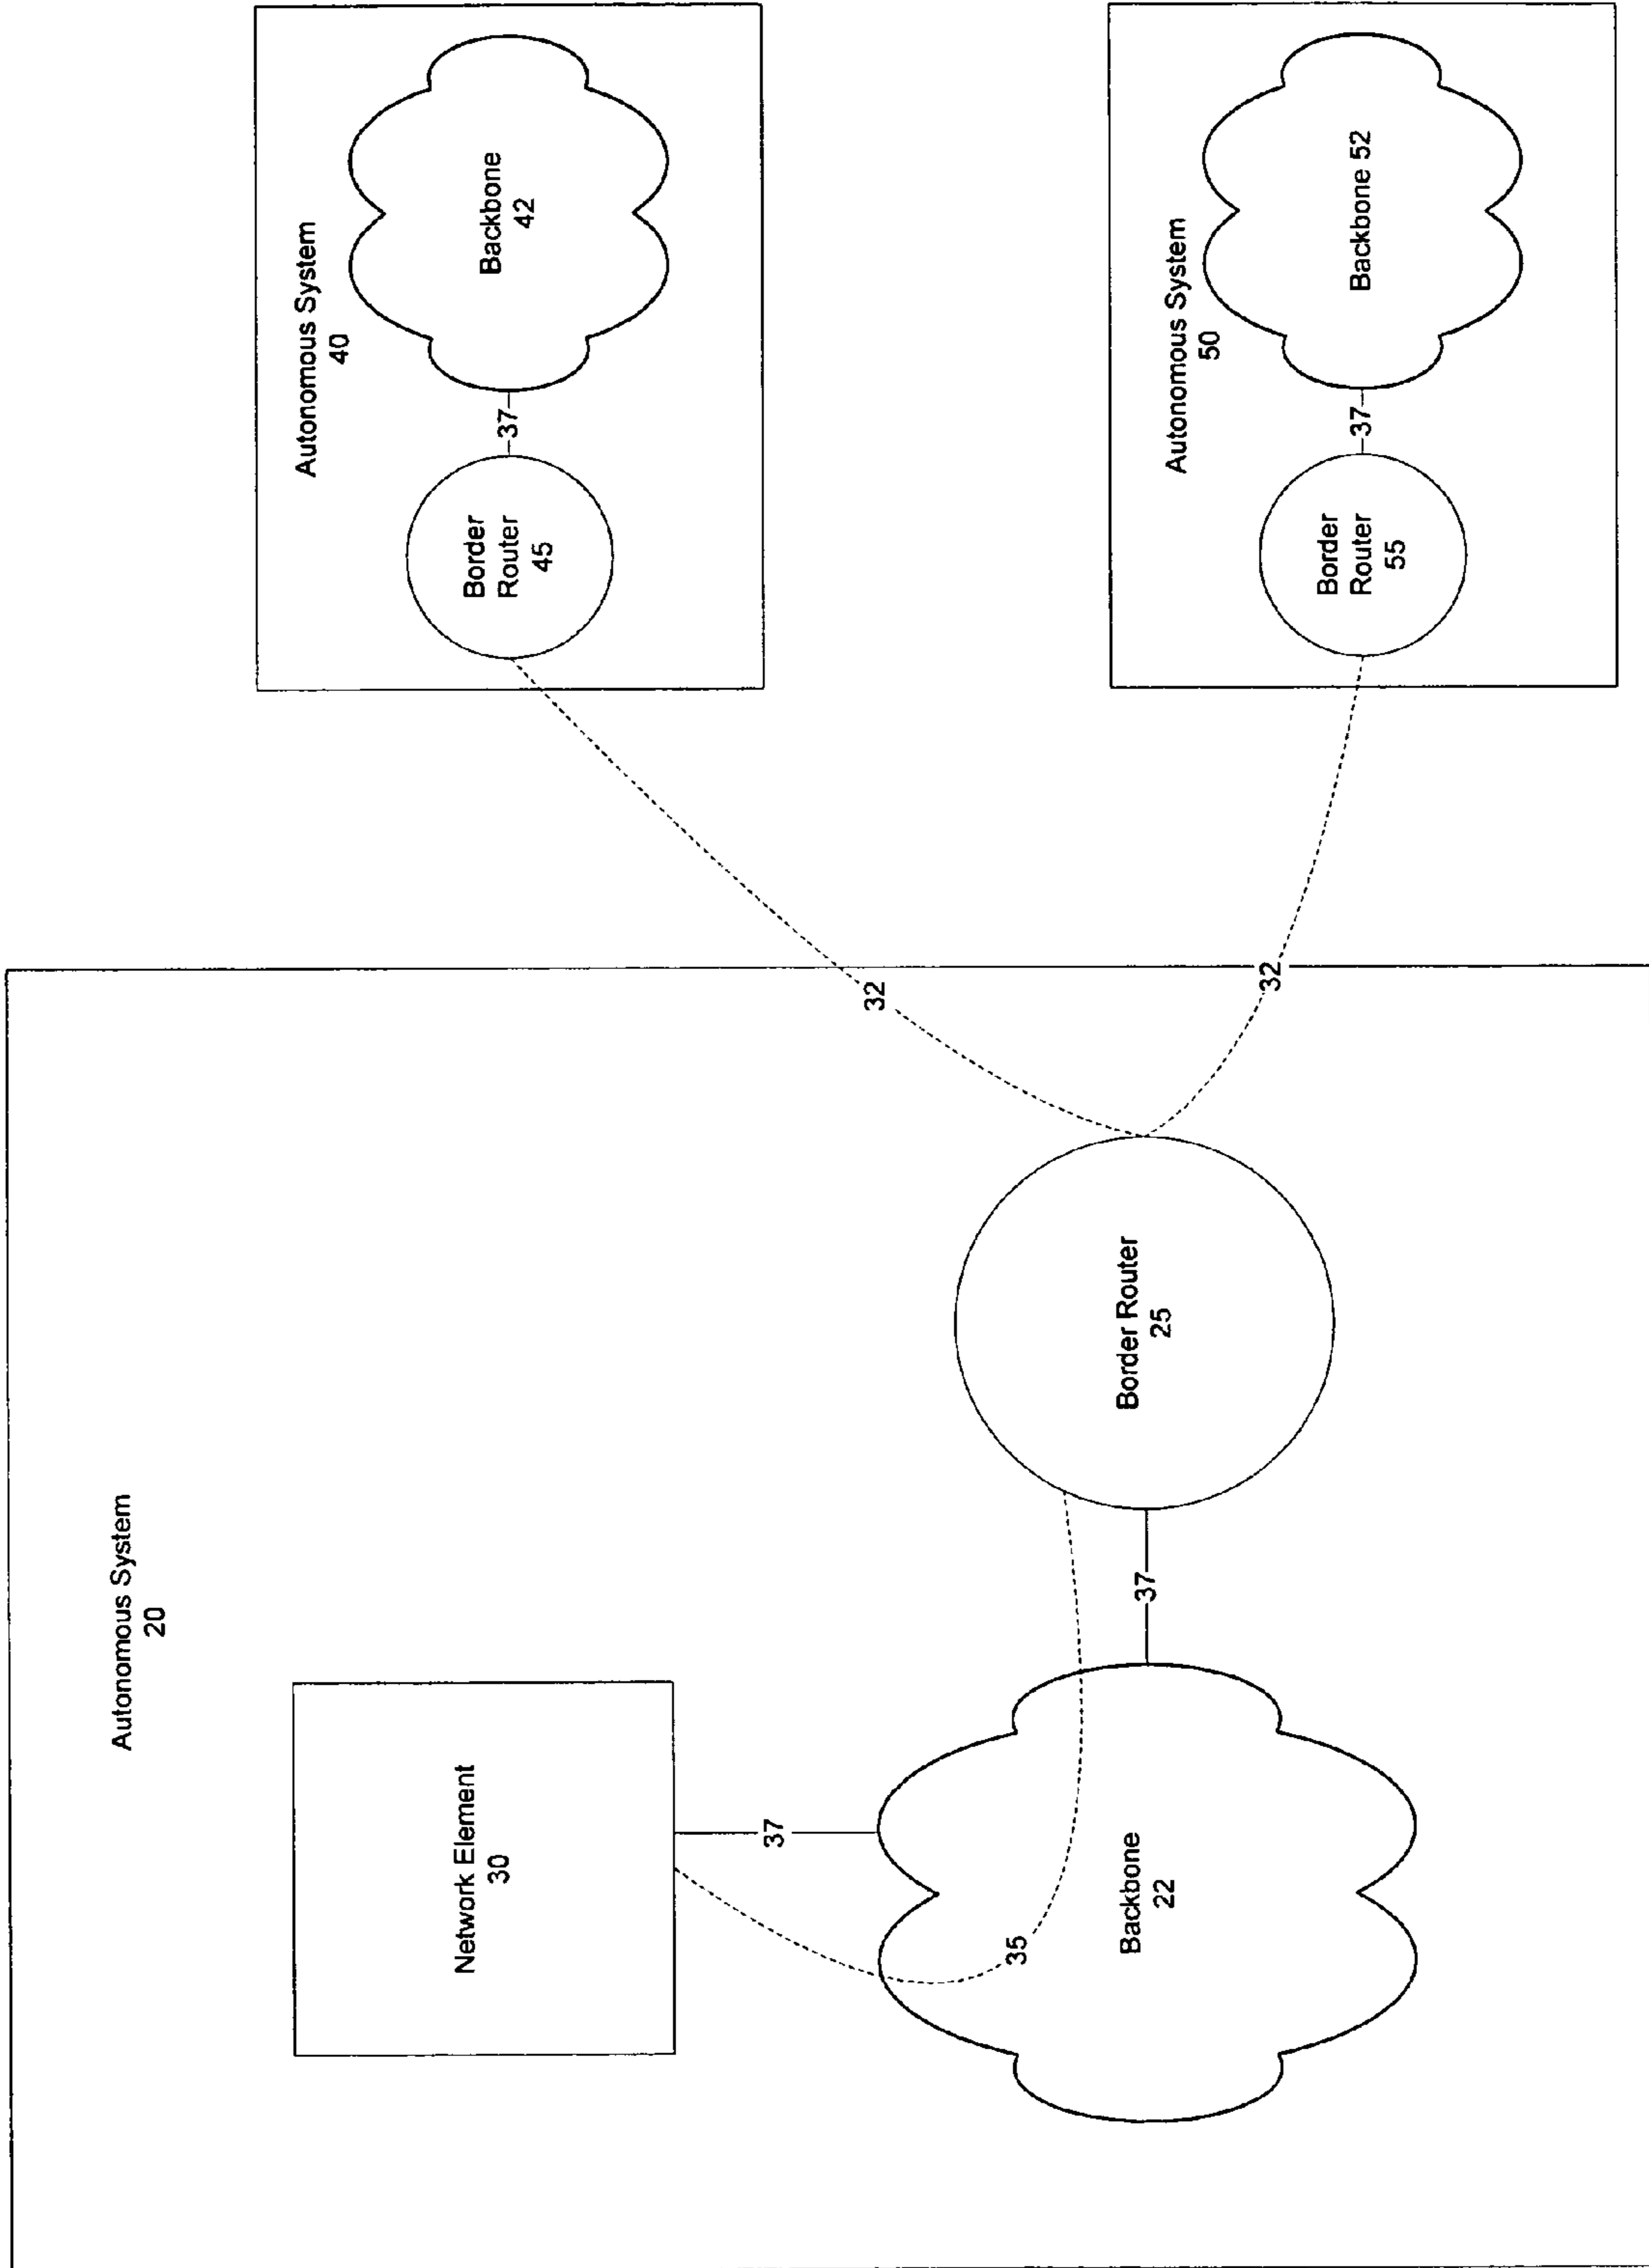 Autonomous System
20
Network Element
30
37
35
Backbone
22
37
Border Router
25
32
32
Autonomous System
40
Border
Router
45
37
Backbone
42
Autonomous System
50
Border
Router
55
37
Backbone 52